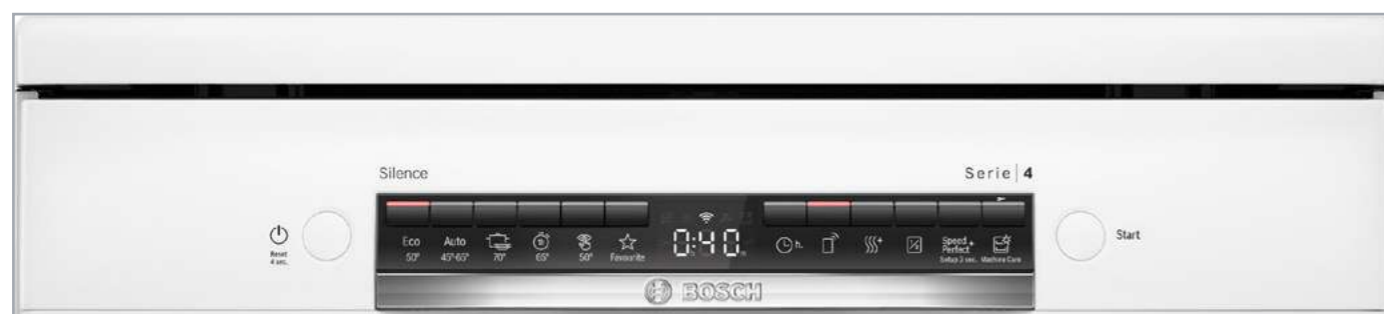 Silence
Serie | 4
Reset
4 sec.
Eco
50°
Auto
45°-65°
70°
65°
50°
Favourite
0:40
h.
Speed
Perfect +
Setup 3 sec.
Machine Care
Start
BOSCH